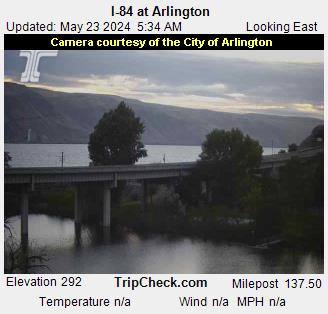 I-84 at Arlington
Updated: May 23 2024 5:34 AM Looking East
Camera courtesy of the City of Arlington
Elevation 292 TripCheck.com Milepost 137.50
Temperature n/a Wind n/a MPH n/a